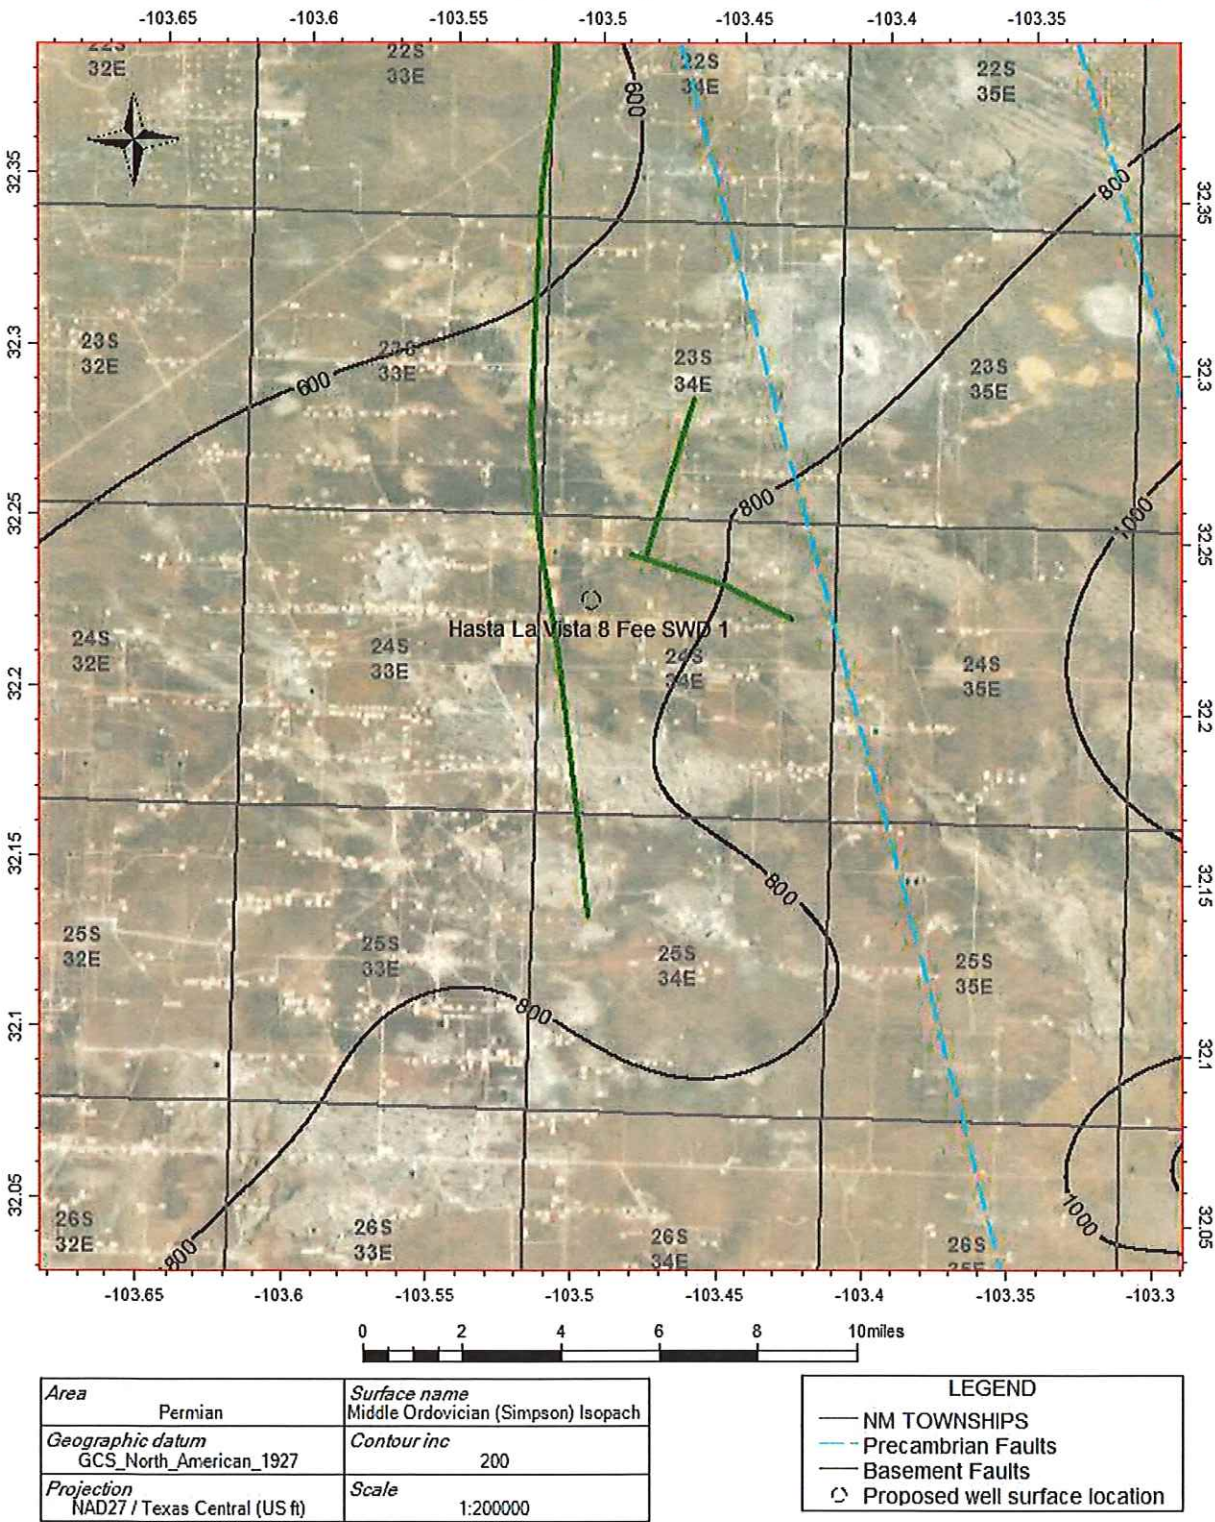 -103.65 -103.6 -103.55 -103.5 -103.45 -103.4 -103.35
22S 22S 22S 22S
32E 33E 34E 35E
600
32.35
800
32.35
32.3
23S 23S 23S 23S
32E 33E 34E 35E
600
32.3
32.25
800
1000
32.25
Hasta La Vista 8 Fee SWD 1
24S 24S 24S 24S
32E 33E 34E 35E
32.2
32.2
32.15
800
32.15
25S 25S 25S 25S
32E 33E 34E 35E
32.1
800
32.1
32.05
26S 26S 26S 26S
32E 33E 34E 35E
800
1000
32.05
-103.65 -103.6 -103.55 -103.5 -103.45 -103.4 -103.35 -103.3
0 2 4 6 8 10miles
Area
Permian
Surface name
Middle Ordovician (Simpson) Isopach
Geographic datum
GCS_North_American_1927
Contour inc
200
Projection
NAD27 / Texas Central (US ft)
Scale
1:200000
LEGEND
NM TOWNSHIPS
Precambrian Faults
Basement Faults
Proposed well surface location